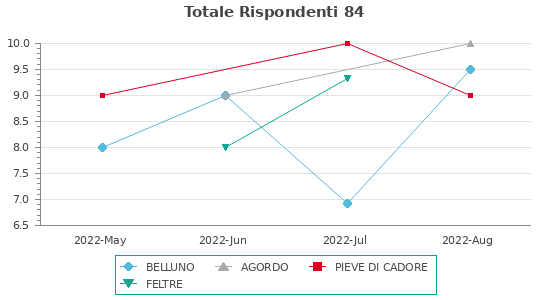 Totale Rispondenti 84
10.0
9.5
9.0
8.5
8.0
7.5
7.0
6.5
2022-May 2022-Jun 2022-Jul 2022-Aug
BELLUNO AGORDO PIEVE DI CADORE
FELTRE